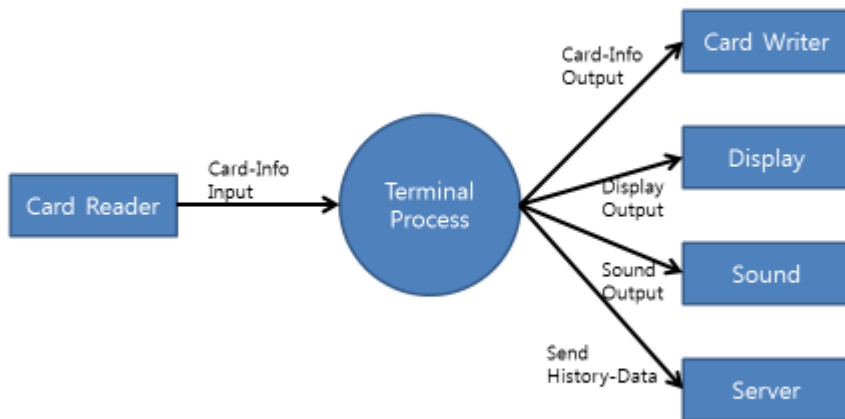 Card Reader
Card-Info
Input
Terminal
Process
Card-Info
Output
Card Writer
Display
Output
Display
Sound
Output
Sound
Send
History-Data
Server